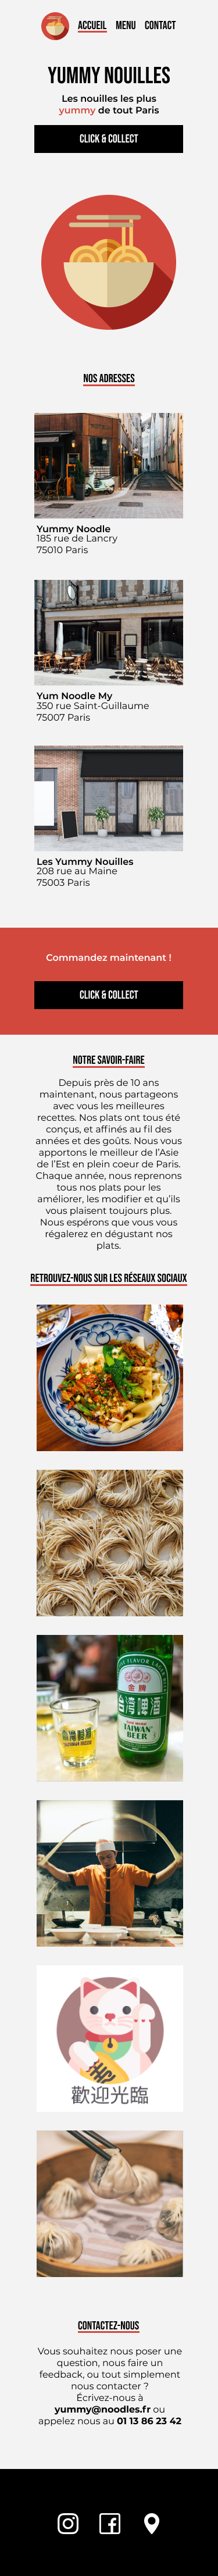 ACCUEIL MENU CONTACT
YUMMY NOUILLES
Les nouilles les plus
yummy de tout Paris
CLICK & COLLECT
NOS ADRESSES
Yummy Noodle
185 rue de Lancry
75010 Paris
Yum Noodle My
350 rue Saint-Guillaume
75007 Paris
Les Yummy Nouilles
208 rue au Maine
75003 Paris
Commandez maintenant !
CLICK & COLLECT
NOTRE SAVOIR-FAIRE
Depuis près de 10 ans
maintenant, nous partageons
avec vous les meilleures
recettes. Nos plats ont tous été
conçus, et affinés au fil des
années et des goûts. Nous vous
apportons le meilleur de l'Asie
de l'Est en plein coeur de Paris.
Chaque année, nous reprenons
tous nos plats pour les
améliorer, les modifier et qu'ils
vous plaisent toujours plus.
Nous espérons que vous vous
régalerez en dégustant nos
plats.
RETROUVEZ-NOUS SUR LES RÉSEAUX SOCIAUX
金牌
台湾啤酒
TAIWAN
BEER
歡迎光臨
CONTACTEZ-NOUS
Vous souhaitez nous poser une
question, nous faire un
feedback, ou tout simplement
nous contacter ?
Écrivez-nous à
yummy@noodles.fr ou
appelez nous au 01 13 86 23 42